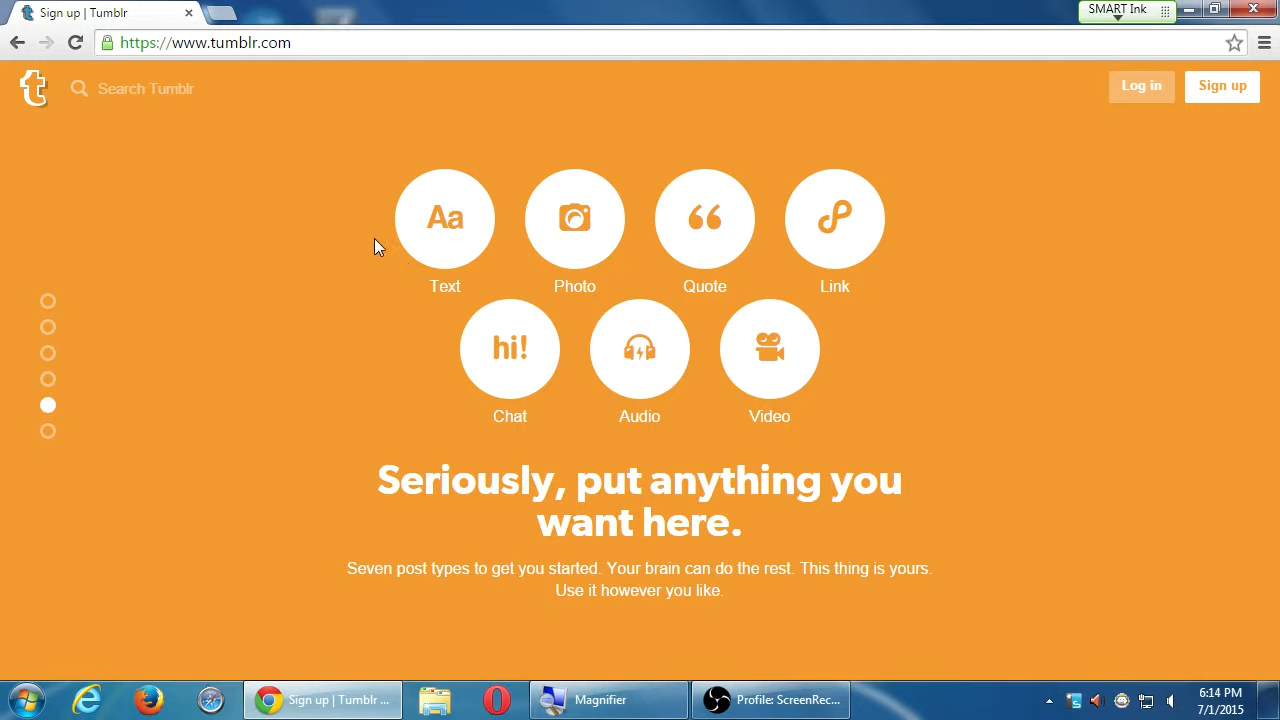 Sign up | Tumblr
SMART Ink
https://www.tumblr.com
t
Search Tumblr
Log in
Sign up
Aa
Text
Photo
Quote
Link
hi!
Chat
Audio
Video
Seriously, put anything you
want here.
Seven post types to get you started. Your brain can do the rest. This thing is yours.
Use it however you like.
Sign up | Tumblr ...
Magnifier
Profile: ScreenRec...
6:14 PM
7/1/2015